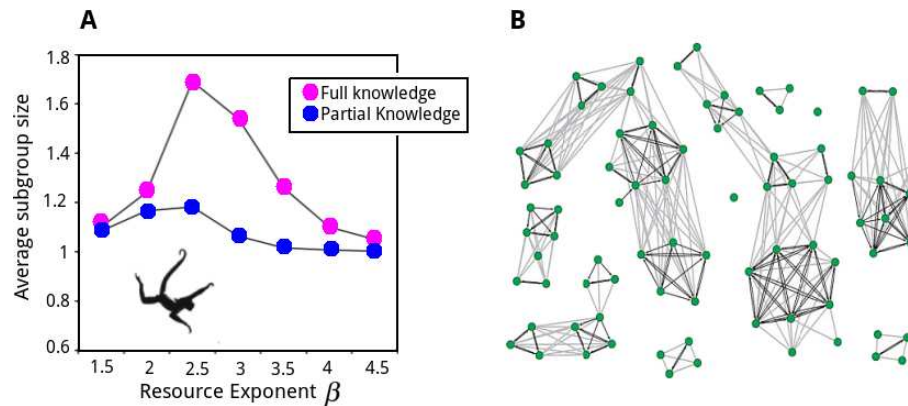 A
B
1.8
1.6
1.4
1.2
1
0.8
0.6
Average subgroup size
Full knowledge
Partial Knowledge
1.5 2 2.5 3 3.5 4 4.5
Resource Exponent β